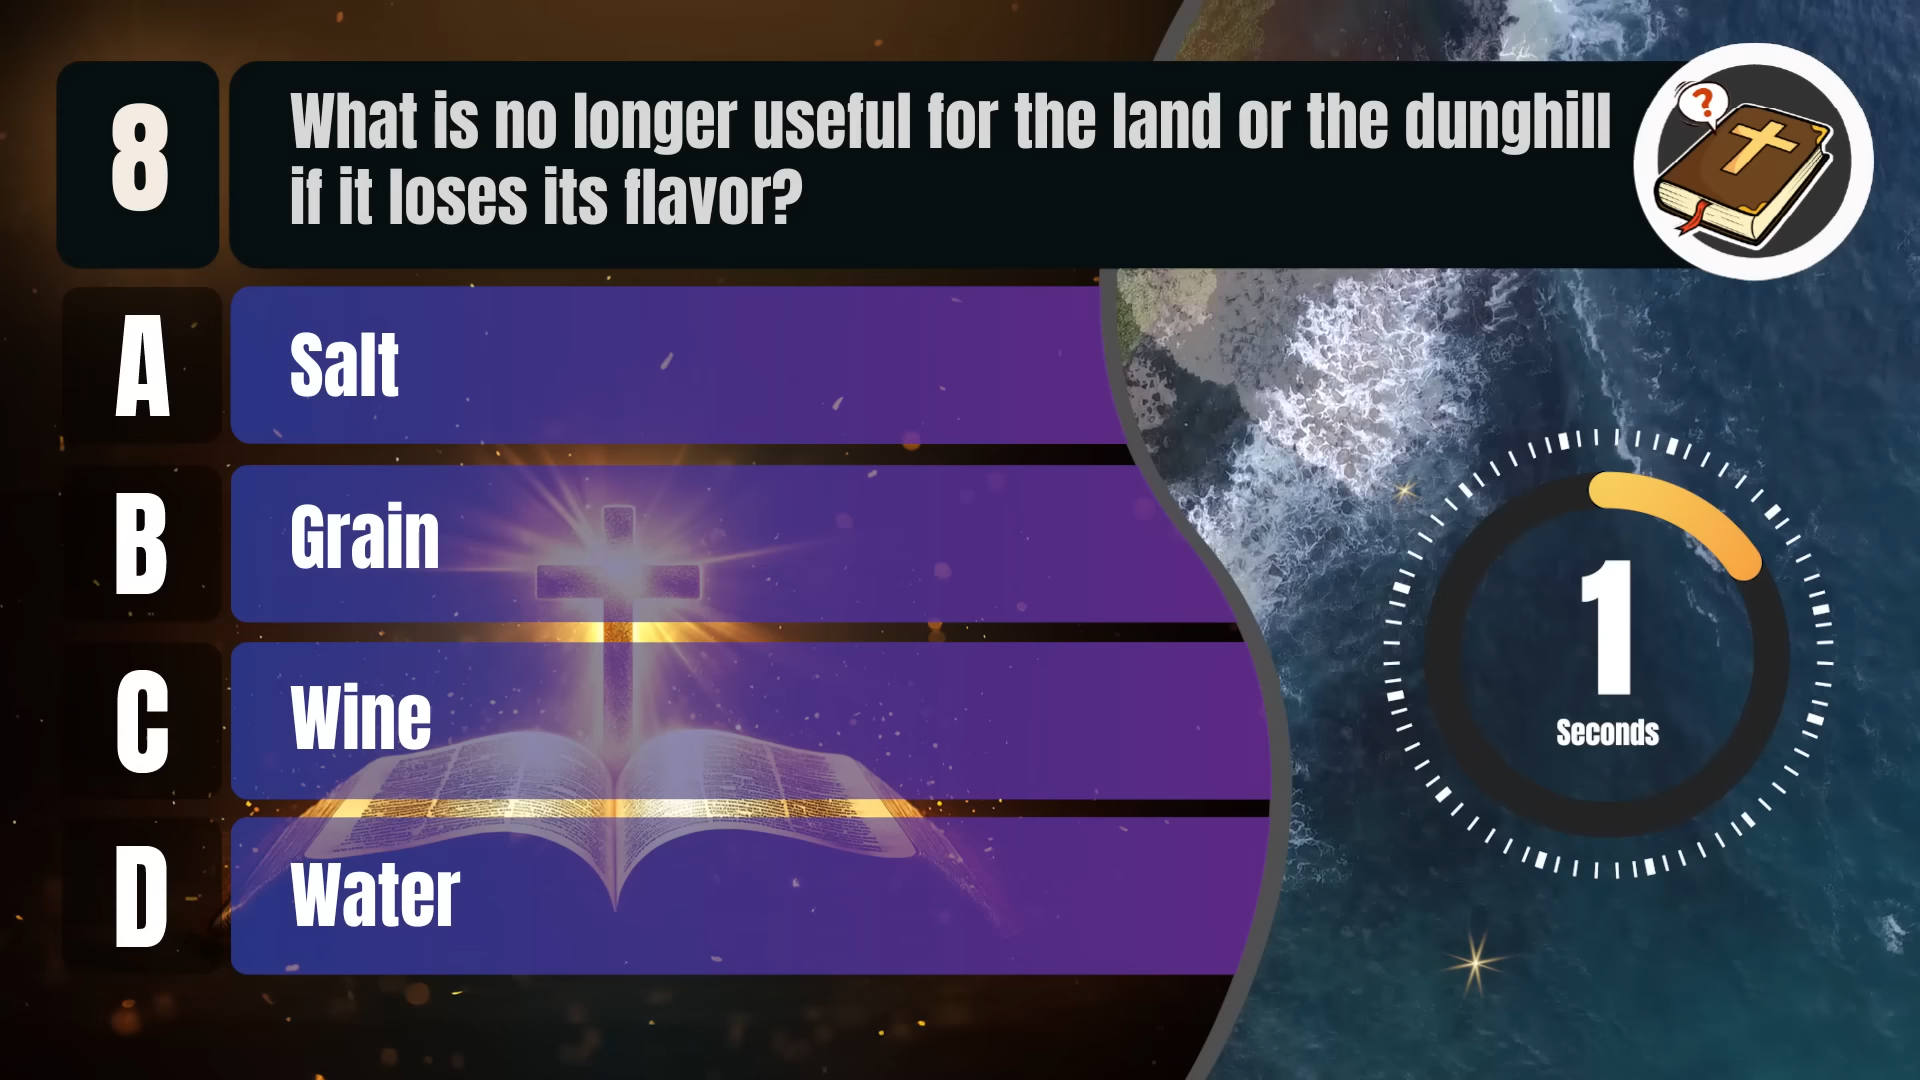 8
What is no longer useful for the land or the dunghill
if it loses its flavor?
?
A
Salt
B
Grain
C
Wine
D
Water
1
Seconds